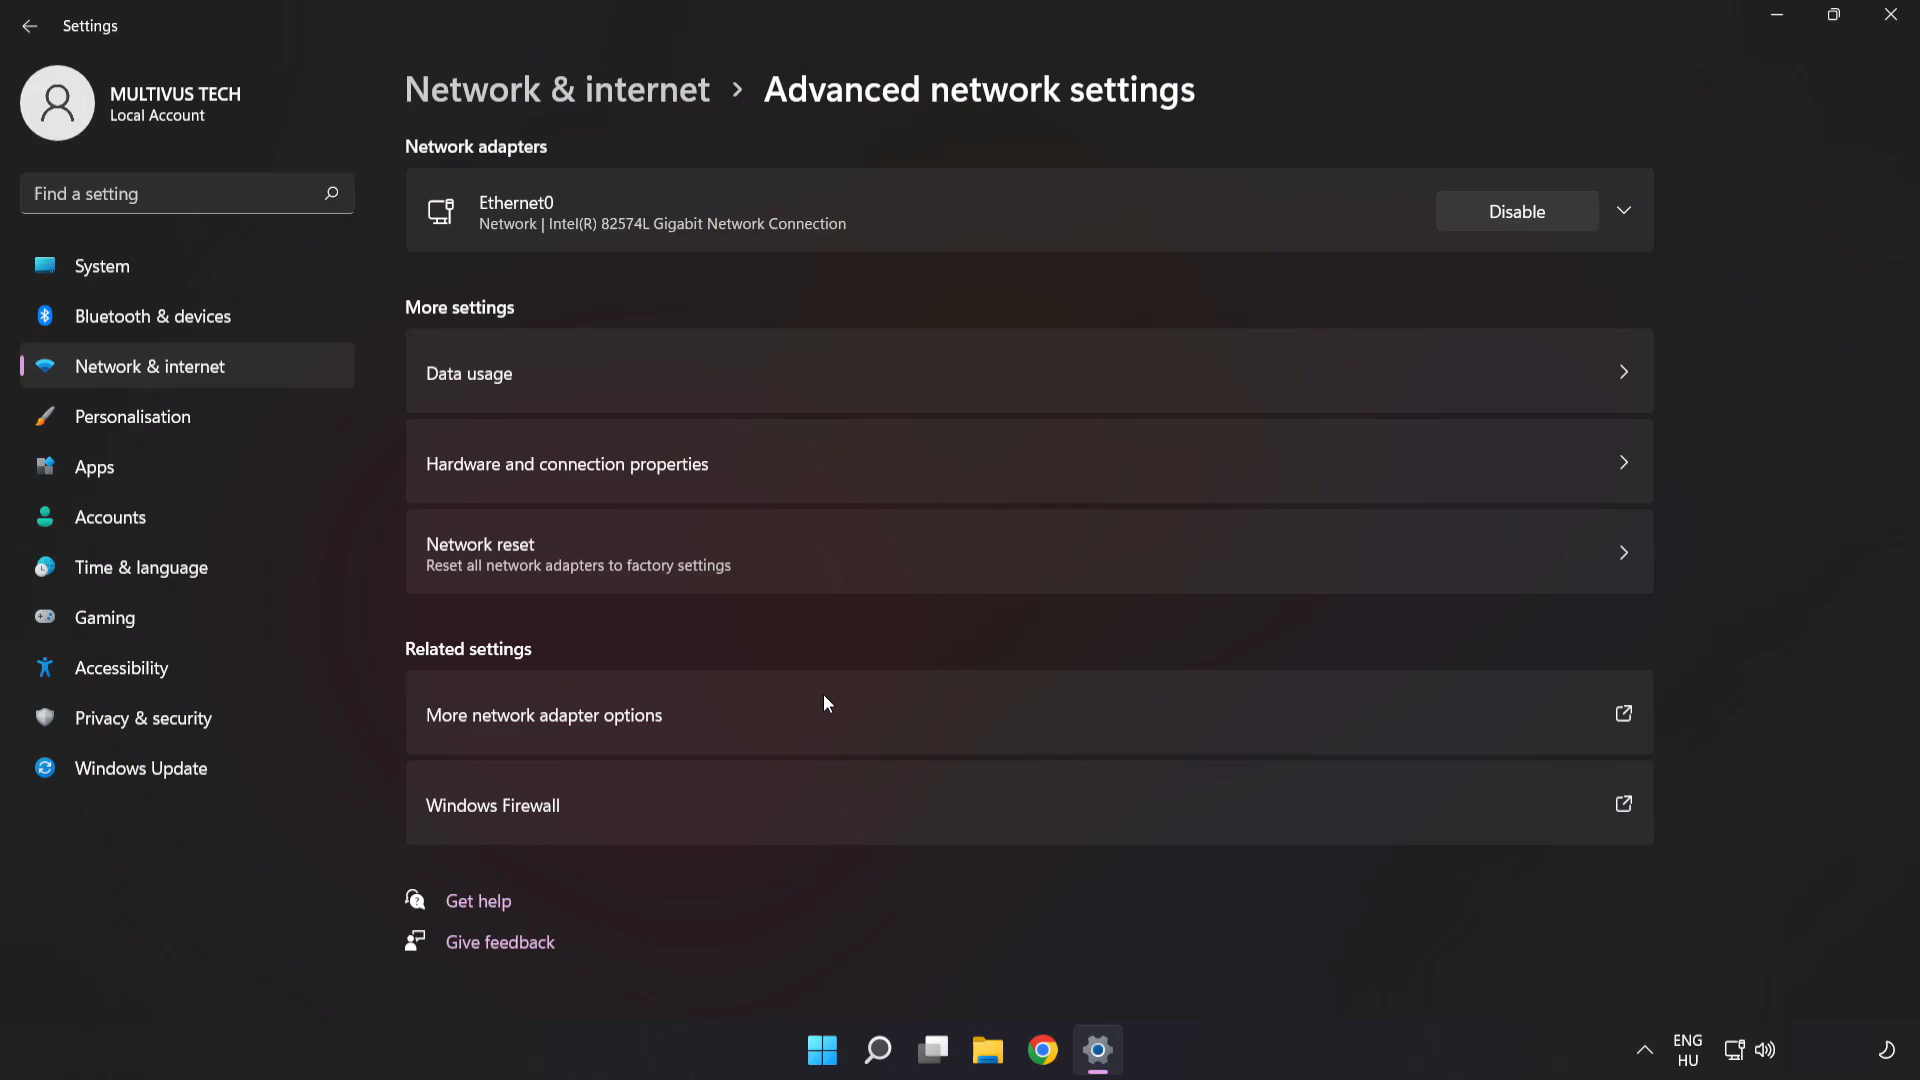 Settings
MULTIVUS TECH
Local Account
Find a setting
System
Bluetooth & devices
Network & internet
Personalisation
Apps
Accounts
Time & language
Gaming
Accessibility
Privacy & security
Windows Update
Network & internet > Advanced network settings
Network adapters
Ethernet0
Network | Intel(R) 82574L Gigabit Network Connection
Disable
More settings
Data usage
Hardware and connection properties
Network reset
Reset all network adapters to factory settings
Related settings
More network adapter options
Windows Firewall
Get help
Give feedback
ENG
HU